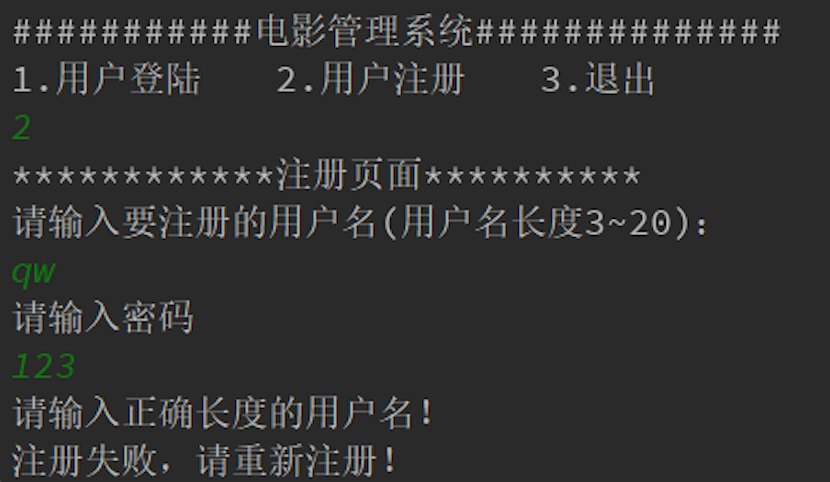 ###########电影管理系统##############
1.用户登陆    2.用户注册    3.退出
2
************注册页面**********
请输入要注册的用户名(用户名长度3~20)：
qw
请输入密码
123
请输入正确长度的用户名!
注册失败，请重新注册!